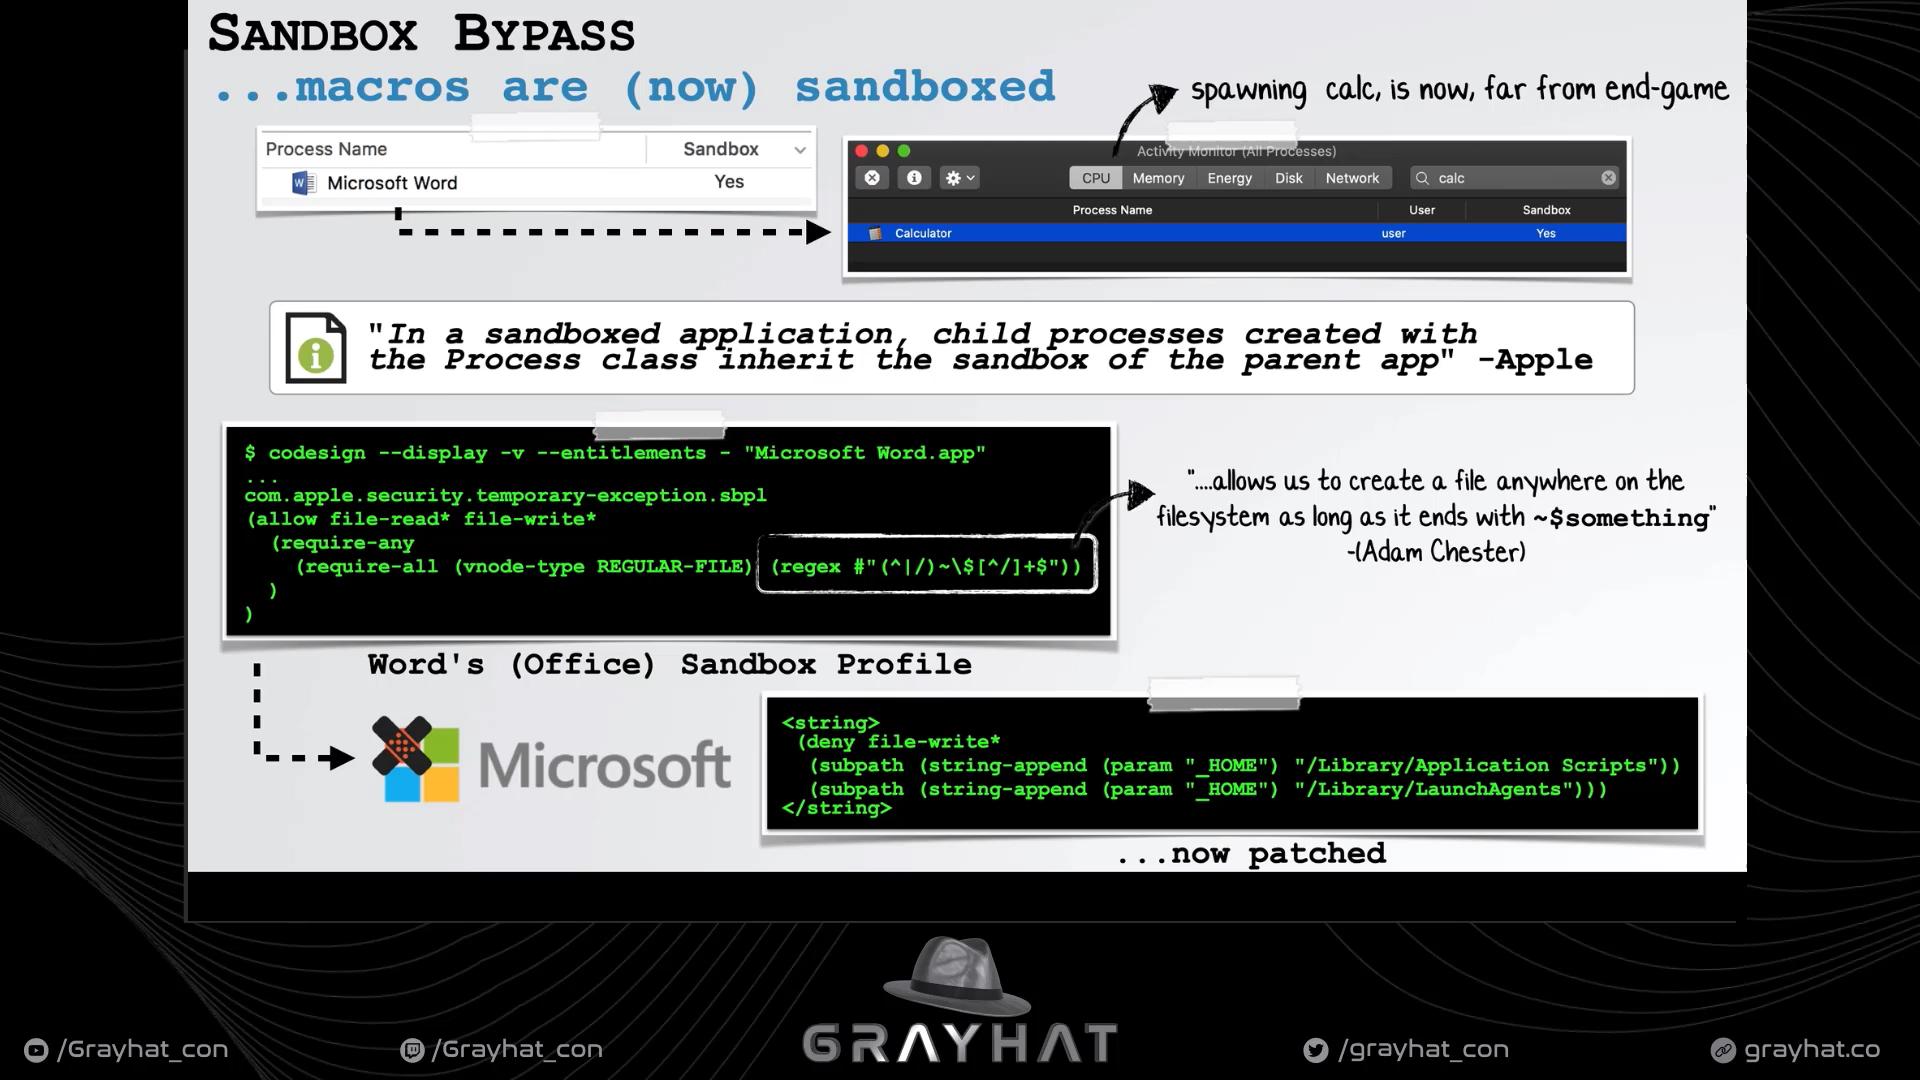 SANDBOX BYPASS
...macros are (now) sandboxed
spawning calc, is now, far from end-game
Process Name Sandbox
Microsoft Word Yes
Activity Monitor (All Processes)
CPU Memory Energy Disk Network calc
Process Name User Sandbox
Calculator user Yes
"In a sandboxed application, child processes created with
the Process class inherit the sandbox of the parent app" -Apple
$ codesign --display -v --entitlements - "Microsoft Word.app"
...
com.apple.security.temporary-exception.sbpl
(allow file-read* file-write*
(require-any
(require-all (vnode-type REGULAR-FILE) (regex #"(^|/)~\$[^/]+$"))
)
)
"....allows us to create a file anywhere on the
filesystem as long as it ends with ~$something"
-(Adam Chester)
Word's (Office) Sandbox Profile
Microsoft
<string>
(deny file-write*
(subpath (string-append (param "_HOME") "/Library/Application Scripts"))
(subpath (string-append (param "_HOME") "/Library/LaunchAgents")))
</string>
...now patched
GRAYHAT
/Grayhat_con
/Grayhat_con
/grayhat_con
grayhat.co